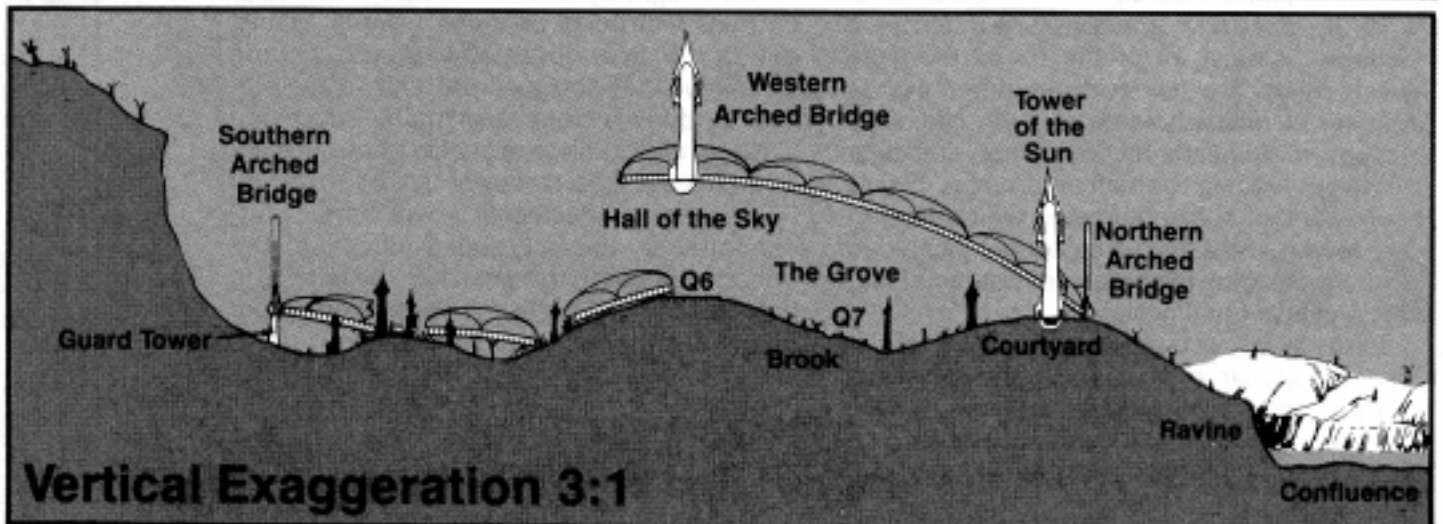 Southern
Arched
Bridge
Guard Tower
Western
Arched Bridge
Hall of the Sky
Q6
The Grove
Q7
Brook
Tower
of the
Sun
Northern
Arched
Bridge
Courtyard
Ravine
Confluence
Vertical Exaggeration 3:1